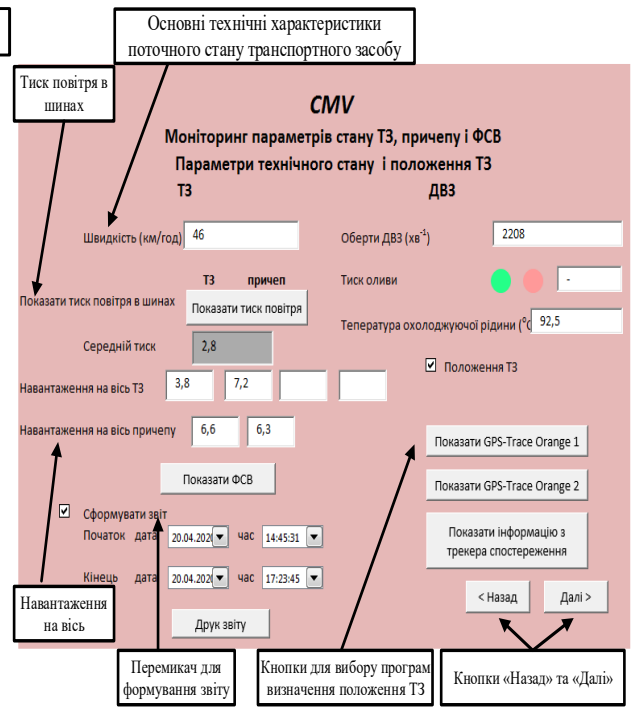 Основні технічні характеристики
поточного стану транспортного засобу
Тиск повітря в
шинах
CMV
Моніторинг параметрів стану ТЗ, причепу і ФСВ
Параметри технічного стану і положення ТЗ
ТЗ
ДВЗ
Швидкість (км/год)
46
Оберти ДВЗ (хв⁻¹)
2208
ТЗ причеп
Тиск оливи
-
Показати тиск повітря в шинах
Показати тиск повітря
Тепература охолоджуючої рідини (⁰C
92,5
Середній тиск
2,8
Положення ТЗ
Навантаження на вісь ТЗ
3,8
7,2
Навантаження на вісь причепу
6,6
6,3
Показати GPS-Trace Orange 1
Показати ФСВ
Показати GPS-Trace Orange 2
Сформувати звіт
Початок дата 20.04.2020 час 14:45:31
Показати інформацію з
трекера спостереження
Кінець дата 20.04.2020 час 17:23:45
< Назад
Далі >
Друк звіту
Навантаження
на вісь
Перемикач для
формування звіту
Кнопки для вибору програм
визначення положення ТЗ
Кнопки «Назад» та «Далі»